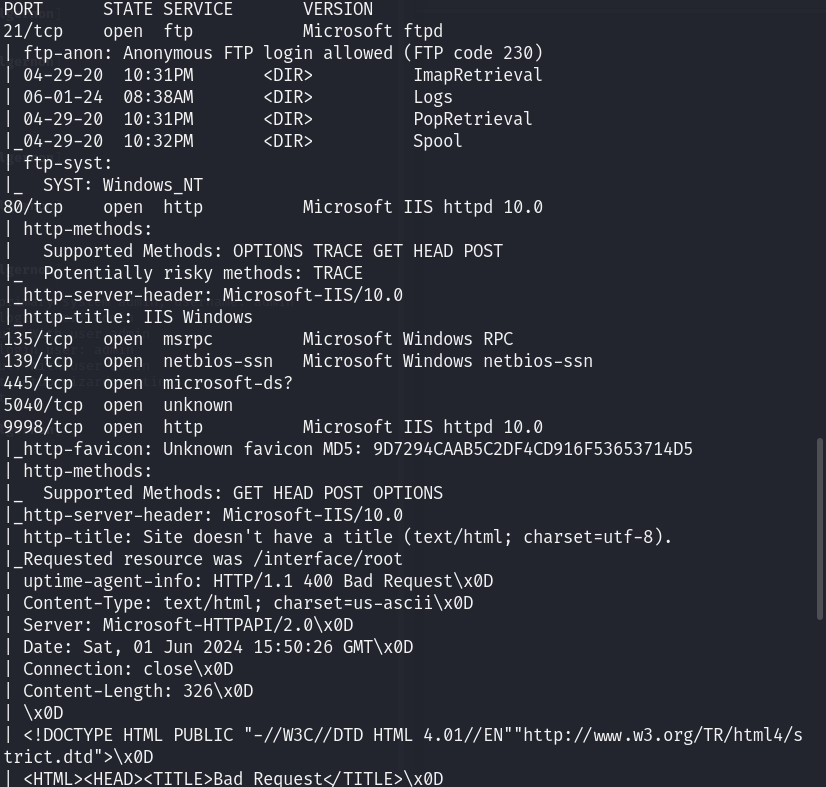 PORT      STATE SERVICE       VERSION
21/tcp    open  ftp           Microsoft ftpd
| ftp-anon: Anonymous FTP login allowed (FTP code 230)
| 04-29-20  10:31PM       <DIR>          ImapRetrieval
| 06-01-24  08:38AM       <DIR>          Logs
| 04-29-20  10:31PM       <DIR>          PopRetrieval
|_04-29-20  10:32PM       <DIR>          Spool
| ftp-syst:
|_  SYST: Windows_NT
80/tcp    open  http          Microsoft IIS httpd 10.0
| http-methods:
|   Supported Methods: OPTIONS TRACE GET HEAD POST
|_  Potentially risky methods: TRACE
|_http-server-header: Microsoft-IIS/10.0
|_http-title: IIS Windows
135/tcp   open  msrpc         Microsoft Windows RPC
139/tcp   open  netbios-ssn   Microsoft Windows netbios-ssn
445/tcp   open  microsoft-ds?
5040/tcp  open  unknown
9998/tcp  open  http          Microsoft IIS httpd 10.0
|_http-favicon: Unknown favicon MD5: 9D7294CAAB5C2DF4CD916F53653714D5
| http-methods:
|_  Supported Methods: GET HEAD POST OPTIONS
|_http-server-header: Microsoft-IIS/10.0
| http-title: Site doesn't have a title (text/html; charset=utf-8).
|_Requested resource was /interface/root
| uptime-agent-info: HTTP/1.1 400 Bad Request\x0D
| Content-Type: text/html; charset=us-ascii\x0D
| Server: Microsoft-HTTPAPI/2.0\x0D
| Date: Sat, 01 Jun 2024 15:50:26 GMT\x0D
| Connection: close\x0D
| Content-Length: 326\x0D
| \x0D
| <!DOCTYPE HTML PUBLIC "-//W3C//DTD HTML 4.01//EN""http://www.w3.org/TR/html4/s
trict.dtd">\x0D
| <HTML><HEAD><TITLE>Bad Request</TITLE>\x0D